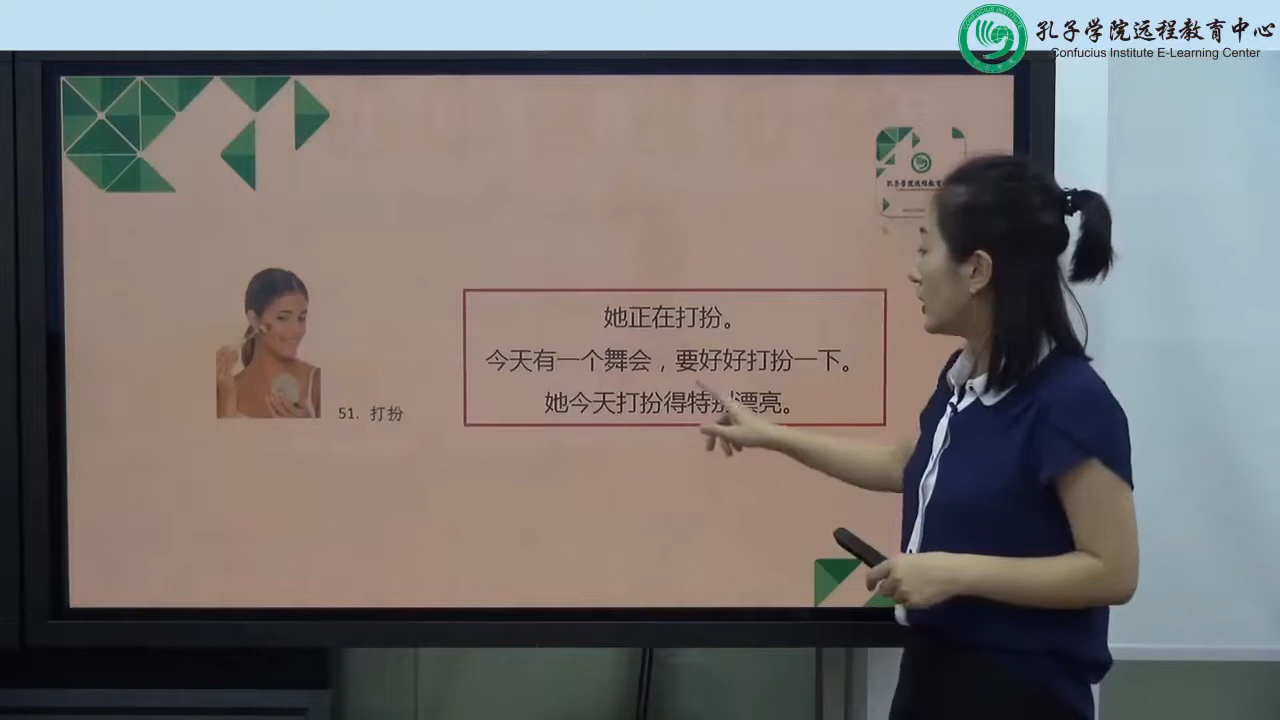 孔子学院远程教育中心
Confucius Institute E-Learning Center
她正在打扮。
今天有一个舞会，要好好打扮一下。
她今天打扮得特别漂亮。
51. 打扮